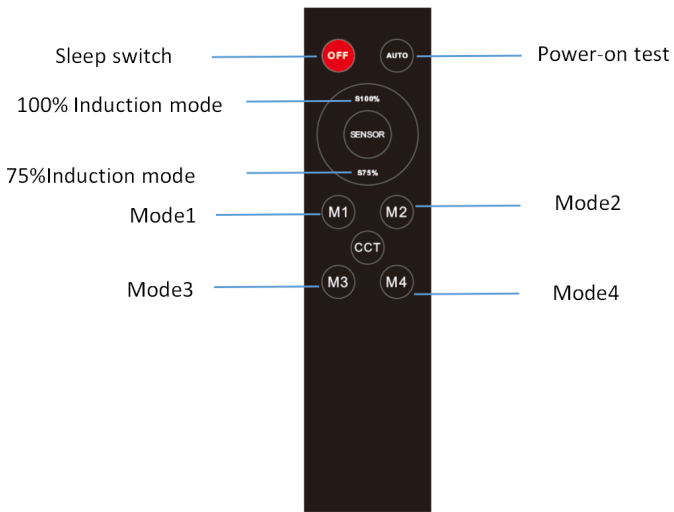 Sleep switch
OFF
AUTO
Power-on test
100% Induction mode
S100%
SENSOR
75%Induction mode
S75%
Mode1
M1
M2
Mode2
CCT
Mode3
M3
M4
Mode4